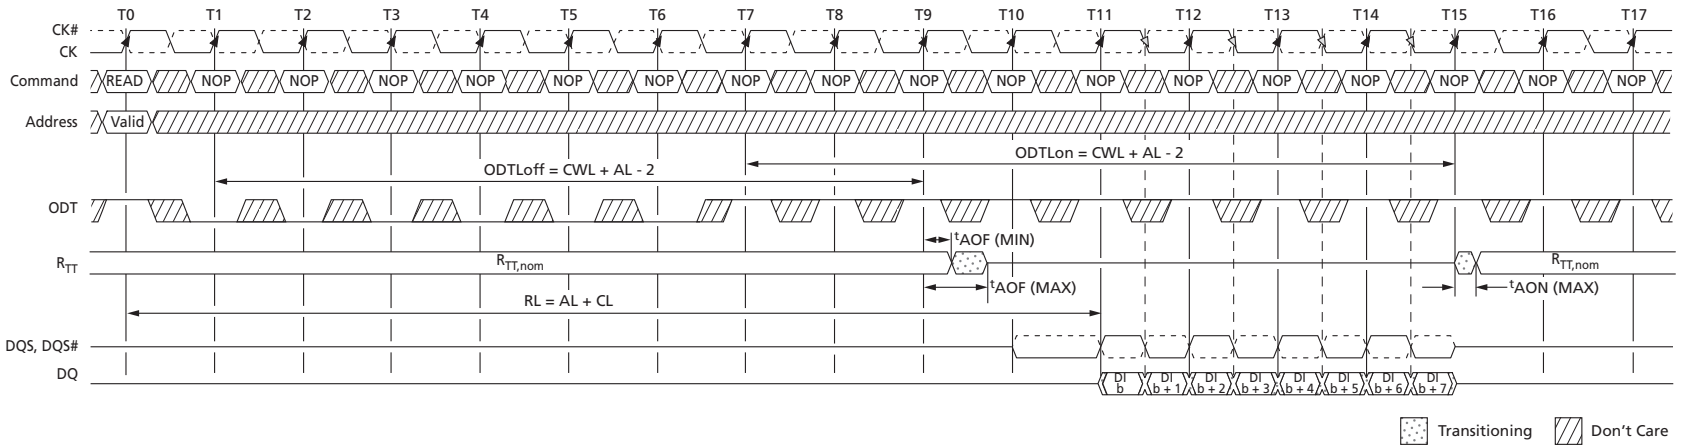 T0 T1 T2 T3 T4 T5 T6 T7 T8 T9 T10 T11 T12 T13 T14 T15 T16 T17
CK#
CK
Command READ NOP NOP NOP NOP NOP NOP NOP NOP NOP NOP NOP NOP NOP NOP NOP NOP NOP
Address Valid
ODTLon = CWL + AL - 2
ODTLoff = CWL + AL - 2
ODT
tAOF (MIN)
RTT RTT,nom RTT,nom
tAOF (MAX) tAON (MAX)
RL = AL + CL
DQS, DQS#
DQ DI b DI b + 1 DI b + 2 DI b + 3 DI b + 4 DI b + 5 DI b + 6 DI b + 7
Transitioning Don't Care